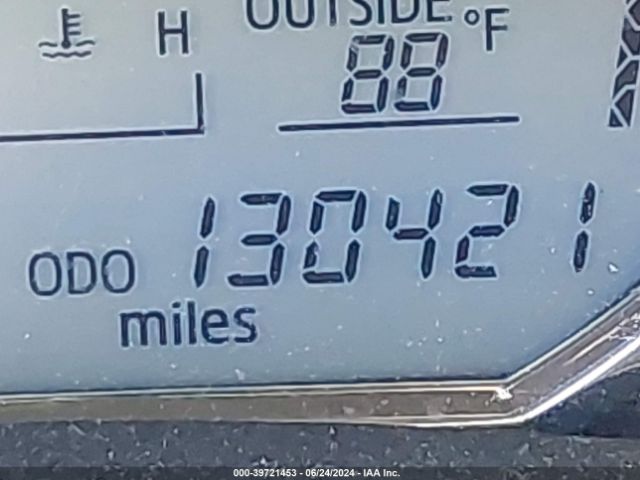 H OUTSIDE °F
88
ODO 130421
miles
000-39721453 - 06/24/2024 - IAA Inc.